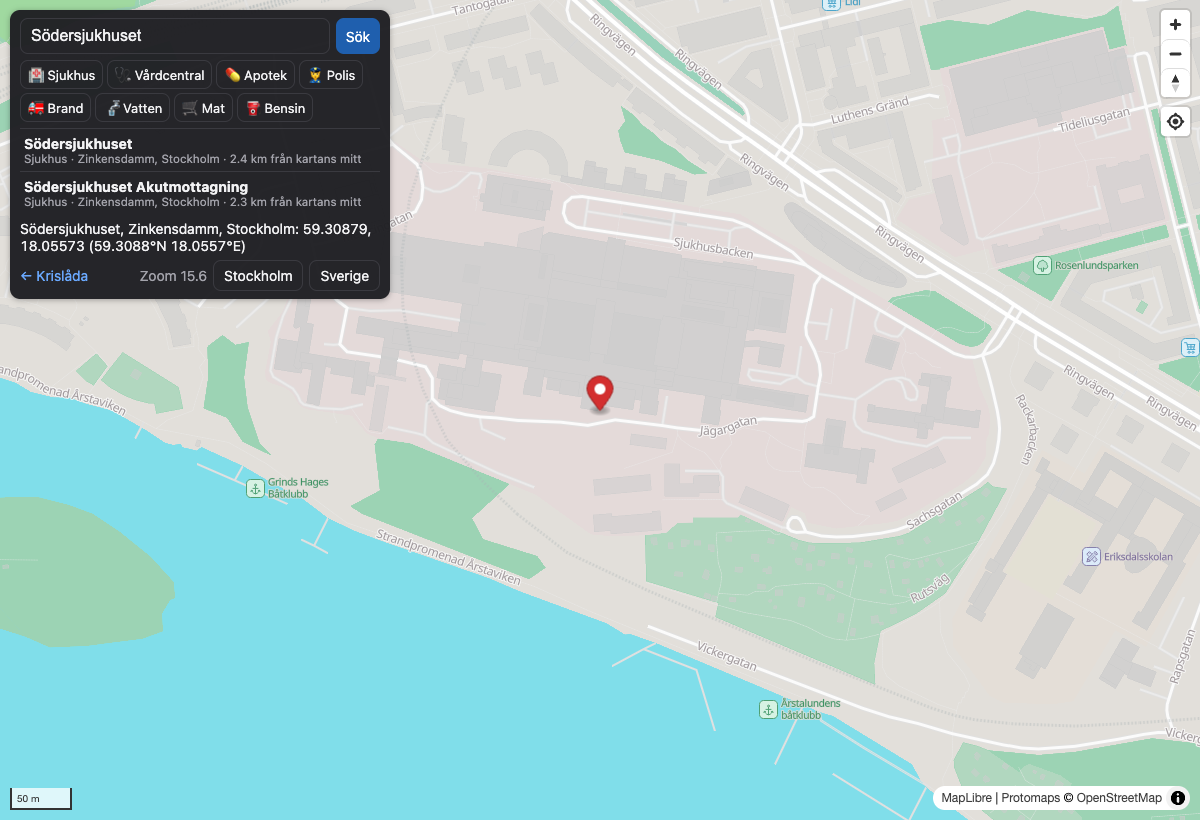 Södersjukhuset
Sök
Sjukhus
Vårdcentral
Apotek
Polis
Brand
Vatten
Mat
Bensin
Södersjukhuset
Sjukhus · Zinkensdamm, Stockholm · 2.4 km från kartans mitt
Södersjukhuset Akutmottagning
Sjukhus · Zinkensdamm, Stockholm · 2.3 km från kartans mitt
Södersjukhuset, Zinkensdamm, Stockholm: 59.30879,
18.05573 (59.3088°N 18.0557°E)
← Krislåda
Zoom 15.6
Stockholm
Sverige
Tantogatan
Lidl
Ringvägen
Ringvägen
Luthens Gränd
Tideliusgatan
Ringvägen
Sjukhusbacken
Ringvägen
Rosenlundsparken
Ringvägen
Ringvägen
Rackarbacken
Jägargatan
Strandpromenad Årstaviken
Grinds Hages
Båtklubb
Sachsgatan
Strandpromenad Årstaviken
Eriksdalsskolan
Rutsväg
Vickergatan
Rapsgatan
Årstalundens
båtklubb
50 m
MapLibre | Protomaps © OpenStreetMap